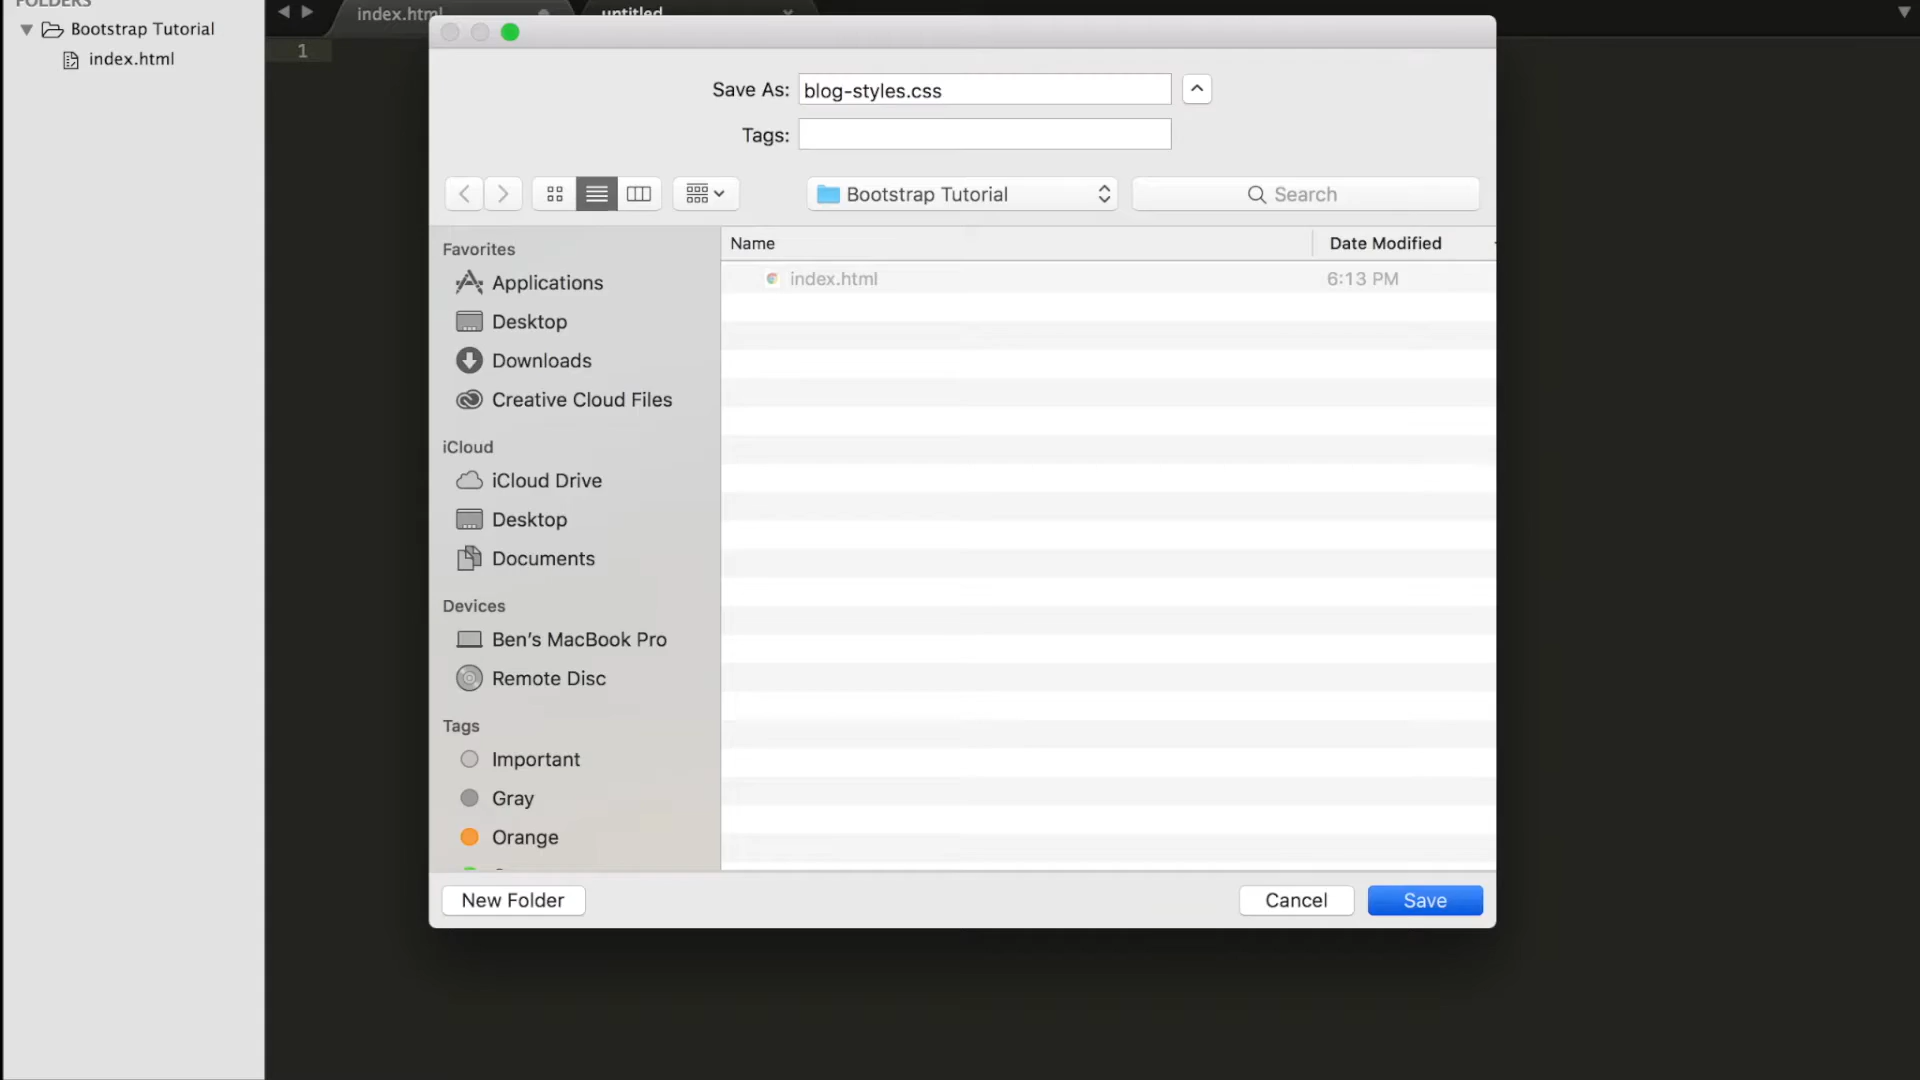 FOLDERS
Bootstrap Tutorial
index.html
index.html
untitled
1
Save As: blog-styles.css
Tags:
Bootstrap Tutorial
Search
Favorites
Applications
Desktop
Downloads
Creative Cloud Files
iCloud
iCloud Drive
Desktop
Documents
Devices
Ben's MacBook Pro
Remote Disc
Tags
Important
Gray
Orange
Name Date Modified
index.html 6:13 PM
New Folder Cancel Save